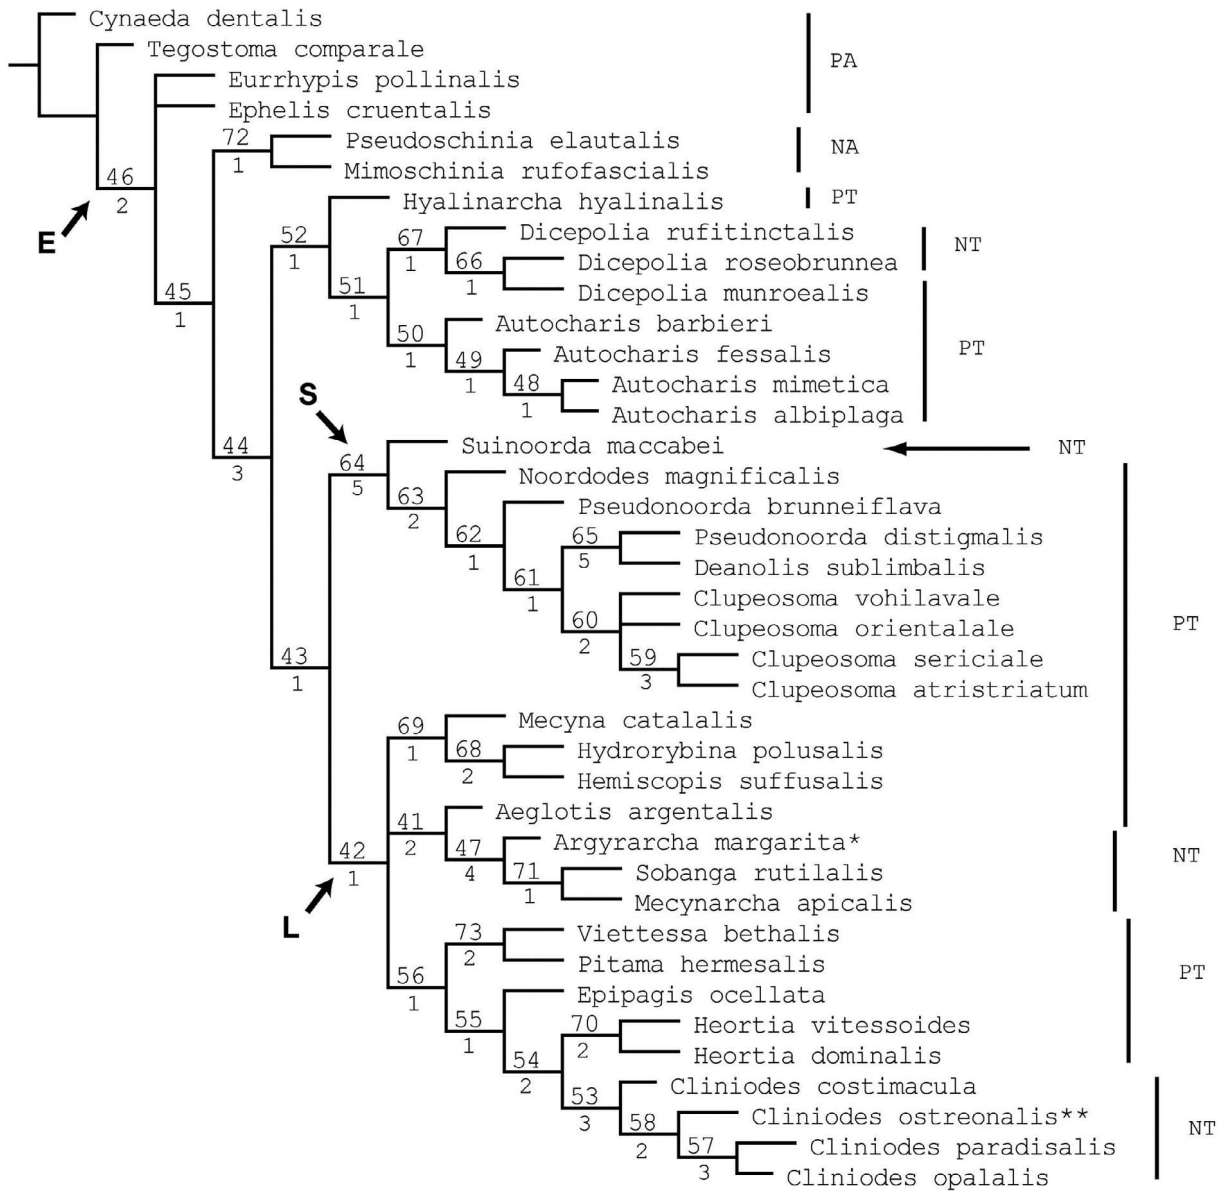 Cynaeda dentalis
Tegostoma comparale
PA
Eurrhypis pollinalis
Ephelis cruentalis
72
Pseudoschinia elautalis
NA
1
Mimoschinia rufofascialis
46
2
Hyalinarcha hyalinalis
PT
E
52
67
Dicepolia rufitinctalis
NT
1
1
66
Dicepolia roseobrunnea
45
51
1
Dicepolia munroealis
1
1
50
Autocharis barbieri
1
49
Autocharis fessalis
PT
1
48
Autocharis mimetica
S
1
Autocharis albiplaga
44
Suinoorda maccabei
NT
3
64
5
63
Noordodes magnificalis
2
Pseudonoorda brunneiflava
62
65
Pseudonoorda distigmalis
1
5
Deanolis sublimbalis
61
1
Clupeosoma vohilavale
60
Clupeosoma orientalale
PT
2
43
59
Clupeosoma sericiale
1
3
Clupeosoma atristriatum
69
Mecyna catalalis
1
68
Hydrorybina polusalis
2
Hemiscopis suffusalis
41
Aeglotis argentalis
2
47
Argyrarcha margarita*
NT
42
4
71
Sobanga rutilalis
1
1
Mecynarcha apicalis
L
73
Viettessa bethalis
2
Pitama hermesalis
PT
56
1
Epipagis ocellata
55
70
Heortia vitessoides
1
2
Heortia dominalis
54
2
Cliniodes costimacula
53
3
58
Cliniodes ostreonalis**
NT
2
57
Cliniodes paradisalis
3
Cliniodes opalalis